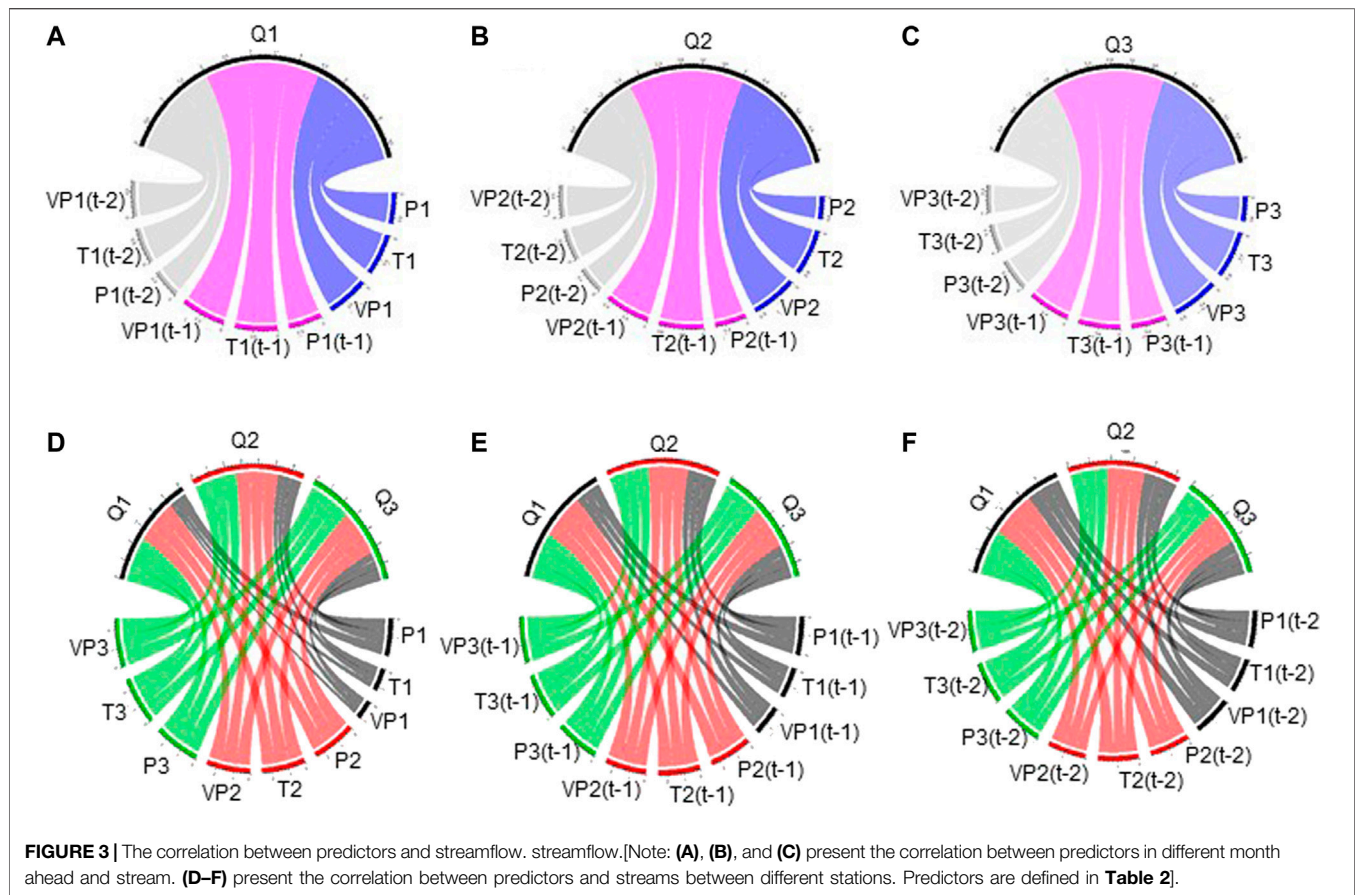 A
Q1
VP1(t-2)
T1(t-2)
P1(t-2)
VP1(t-1)
T1(t-1)
P1(t-1)
VP1
T1
P1
B
Q2
VP2(t-2)
T2(t-2)
P2(t-2)
VP2(t-1)
T2(t-1)
P2(t-1)
VP2
T2
P2
C
Q3
VP3(t-2)
T3(t-2)
P3(t-2)
VP3(t-1)
T3(t-1)
P3(t-1)
VP3
T3
P3
D
Q1
Q2
Q3
VP3
T3
P3
VP2
T2
P2
VP1
T1
P1
E
Q1
Q2
Q3
VP3(t-1)
T3(t-1)
P3(t-1)
VP2(t-1)
T2(t-1)
P2(t-1)
VP1(t-1)
T1(t-1)
P1(t-1)
F
Q1
Q2
Q3
VP3(t-2)
T3(t-2)
P3(t-2)
VP2(t-2)
T2(t-2)
P2(t-2)
VP1(t-2)
T1(t-2)
P1(t-2
FIGURE 3 | The correlation between predictors and streamflow. streamflow.[Note: (A), (B), and (C) present the correlation between predictors in different month
ahead and stream. (D–F) present the correlation between predictors and streams between different stations. Predictors are defined in Table 2].